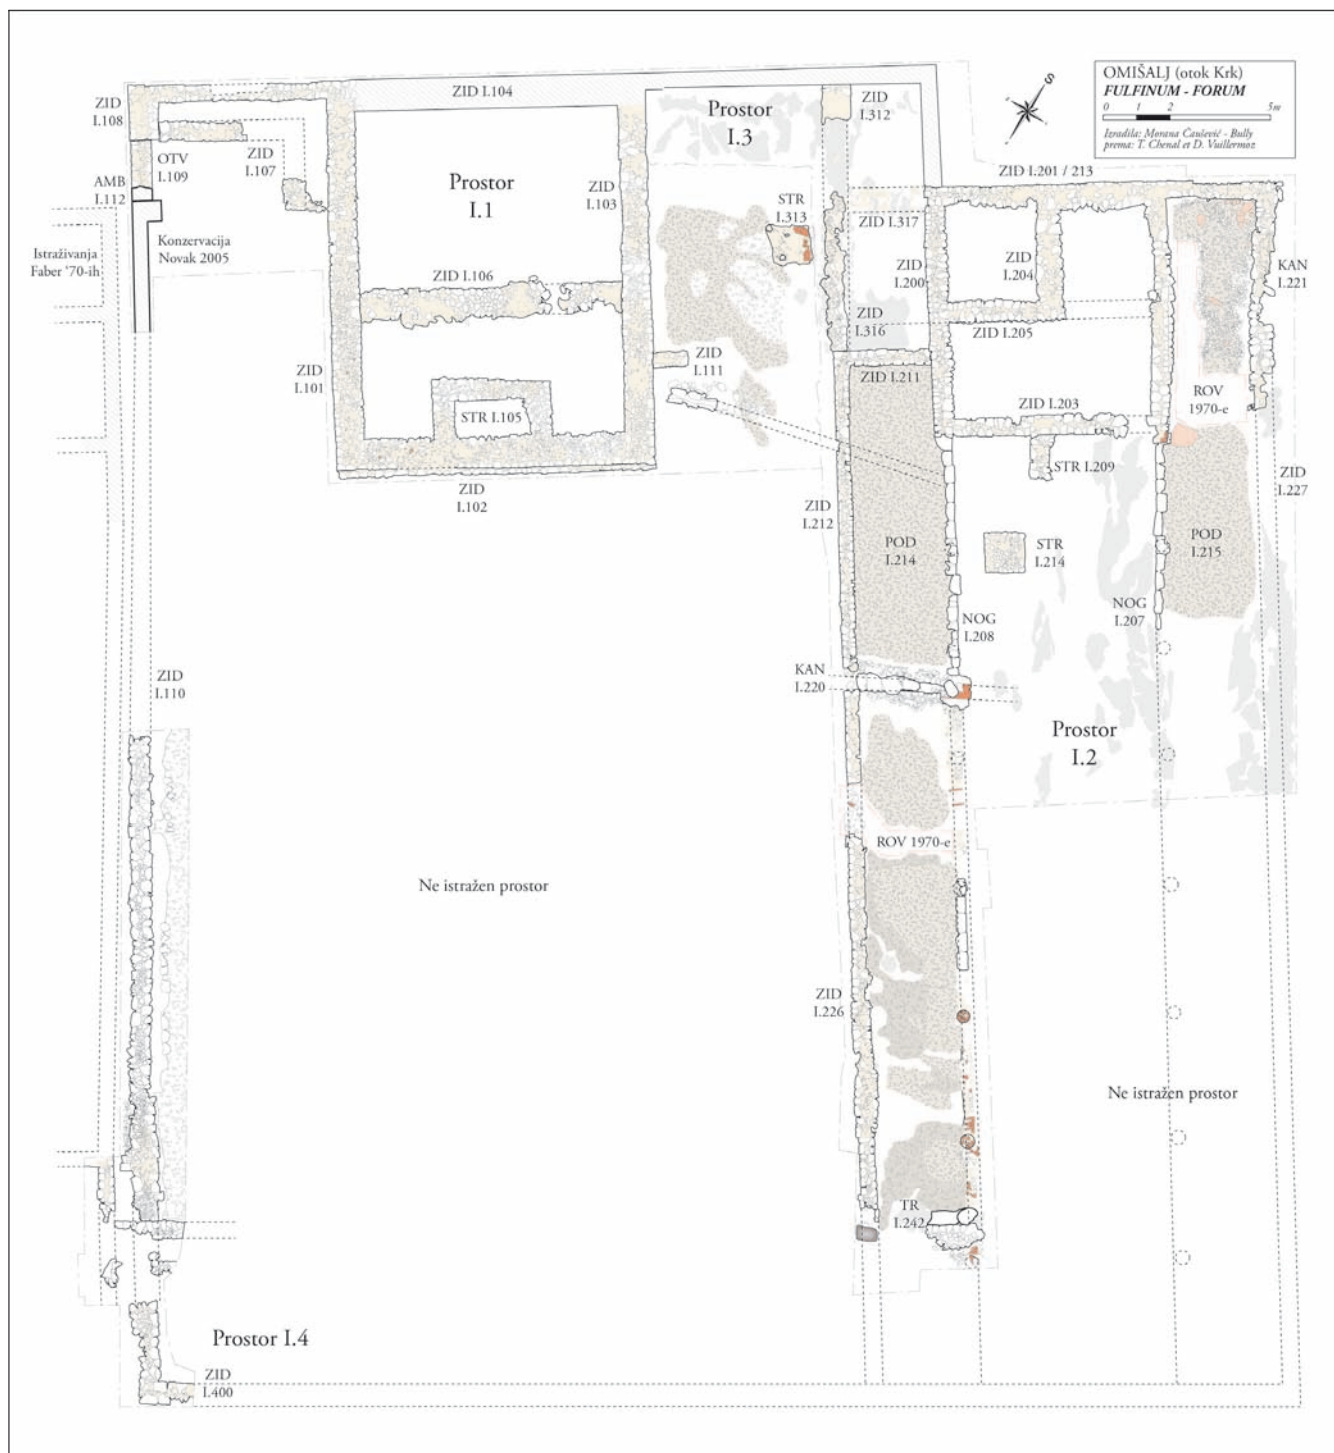 OMIŠALJ (otok Krk)
FULFINUM - FORUM
0 1 2 5m
Izradila: Morana Čaušević - Bully
prema: T. Chenal et D. Vuillermoz
S
ZID I.104
ZID
I.108
OTV
I.109
ZID
I.107
AMB
I.112
Istraživanja
Faber '70-ih
Konzervacija
Novak 2005
Prostor
I.1
ZID
I.103
ZID I.106
ZID
I.101
STR I.105
ZID
I.102
Prostor
I.3
ZID
I.312
STR
I.313
ZID I.317
ZID
I.111
ZID
I.316
ZID I.201 / 213
ZID
I.200
ZID
I.204
ZID I.205
KAN
I.221
ZID I.211
ZID I.203
ROV
1970-e
STR I.209
ZID
I.227
ZID
I.212
POD
I.214
STR
I.214
POD
I.215
NOG
I.208
NOG
I.207
KAN
I.220
ZID
I.110
Prostor
I.2
ROV 1970-e
Ne istražen prostor
ZID
I.226
Ne istražen prostor
TR
I.242
Prostor I.4
ZID
I.400